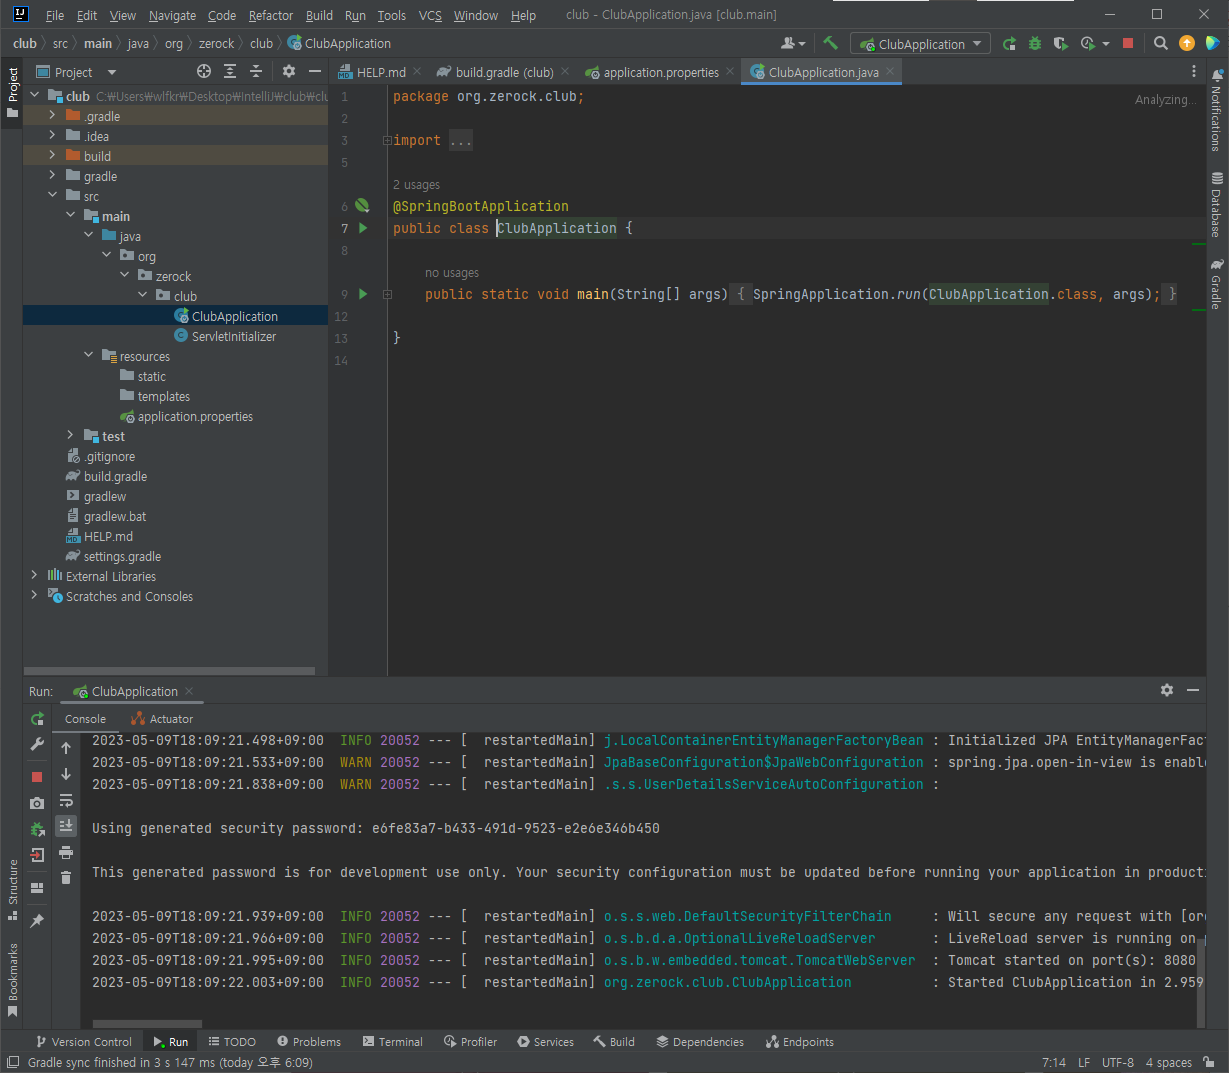 File Edit View Navigate Code Refactor Build Run Tools VCS Window Help club - ClubApplication.java [club.main]
club src main java org zerock club ClubApplication
ClubApplication
Project
Project
HELP.md build.gradle (club) application.properties ClubApplication.java
club C:₩Users₩wlfkr₩Desktop₩IntelliJ₩club₩clu
.gradle
.idea
build
gradle
src
main
java
org
zerock
club
ClubApplication
ServletInitializer
resources
static
templates
application.properties
test
.gitignore
build.gradle
gradlew
gradlew.bat
HELP.md
settings.gradle
External Libraries
Scratches and Consoles
1 package org.zerock.club;
Analyzing...
2
3 import ...
5
2 usages
6 @SpringBootApplication
7 public class ClubApplication {
8
no usages
9 public static void main(String[] args) { SpringApplication.run(ClubApplication.class, args); }
12
13 }
14
Notifications
Database
Gradle
Run: ClubApplication
Console Actuator
2023-05-09T18:09:21.498+09:00 INFO 20052 --- [ restartedMain] j.LocalContainerEntityManagerFactoryBean : Initialized JPA EntityManagerFac
2023-05-09T18:09:21.533+09:00 WARN 20052 --- [ restartedMain] JpaBaseConfiguration$JpaWebConfiguration : spring.jpa.open-in-view is enabl
2023-05-09T18:09:21.838+09:00 WARN 20052 --- [ restartedMain] .s.s.UserDetailsServiceAutoConfiguration :
Using generated security password: e6fe83a7-b433-491d-9523-e2e6e346b450
This generated password is for development use only. Your security configuration must be updated before running your application in producti
2023-05-09T18:09:21.939+09:00 INFO 20052 --- [ restartedMain] o.s.s.web.DefaultSecurityFilterChain : Will secure any request with [or
2023-05-09T18:09:21.966+09:00 INFO 20052 --- [ restartedMain] o.s.b.d.a.OptionalLiveReloadServer : LiveReload server is running on
2023-05-09T18:09:21.995+09:00 INFO 20052 --- [ restartedMain] o.s.b.w.embedded.tomcat.TomcatWebServer : Tomcat started on port(s): 8080
2023-05-09T18:09:22.003+09:00 INFO 20052 --- [ restartedMain] org.zerock.club.ClubApplication : Started ClubApplication in 2.959
Structure
Bookmarks
Version Control Run TODO Problems Terminal Profiler Services Build Dependencies Endpoints
Gradle sync finished in 3 s 147 ms (today 오후 6:09) 7:14 LF UTF-8 4 spaces